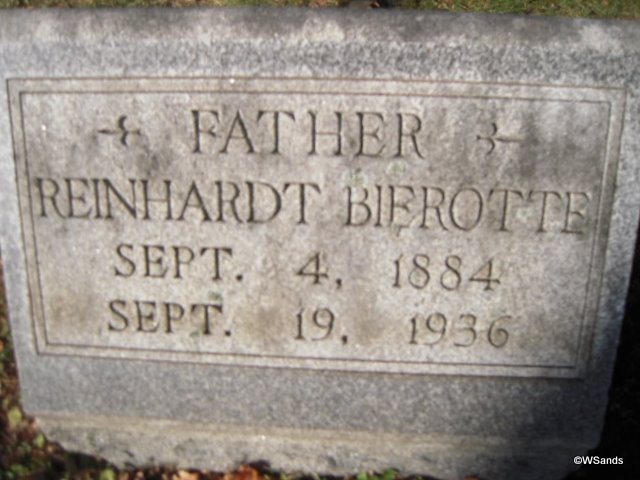 FATHER
REINHARDT BIEROTTE
SEPT. 4, 1884
SEPT. 19, 1936
©WSands